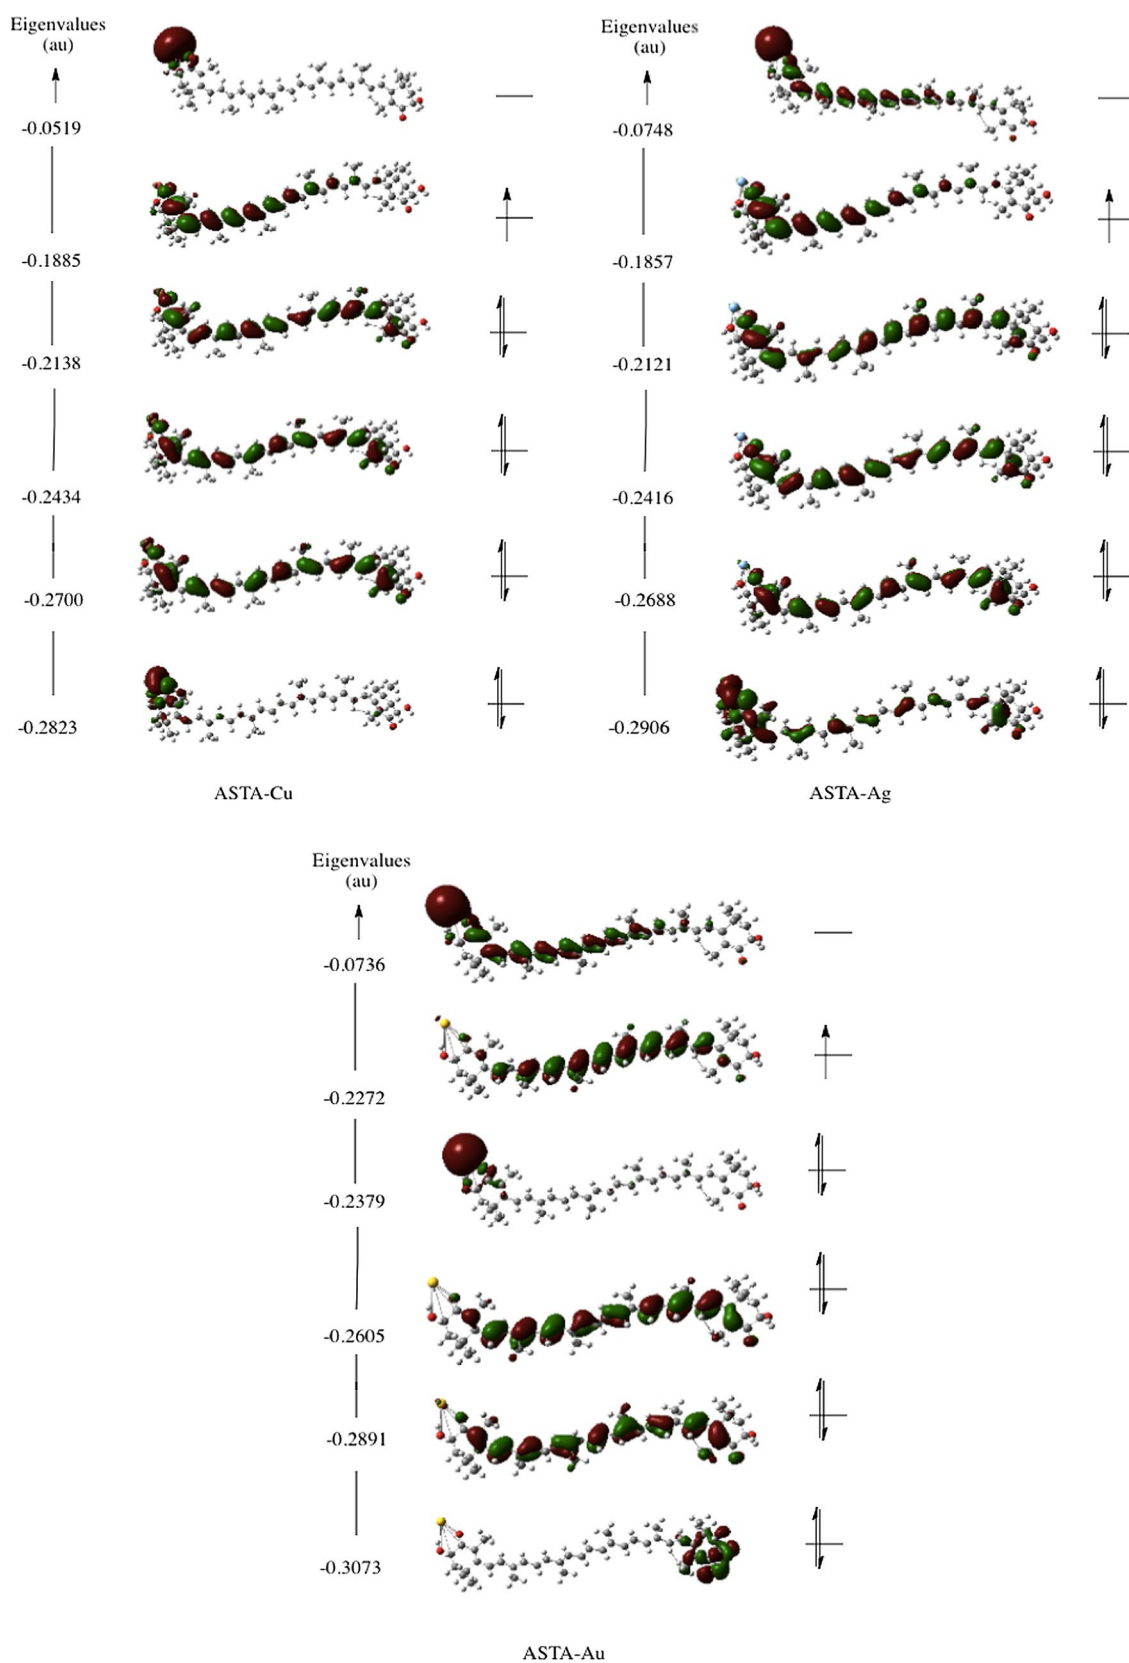 Eigenvalues
(au)
-0.0519
-0.1885
-0.2138
-0.2434
-0.2700
-0.2823
ASTA-Cu
Eigenvalues
(au)
-0.0748
-0.1857
-0.2121
-0.2416
-0.2688
-0.2906
ASTA-Ag
Eigenvalues
(au)
-0.0736
-0.2272
-0.2379
-0.2605
-0.2891
-0.3073
ASTA-Au